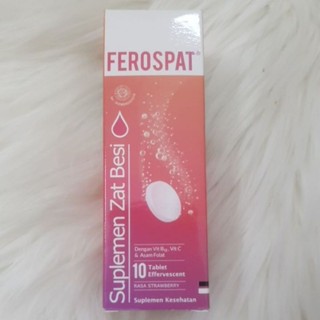 FEROSPAT®
Suplemen Zat Besi
Dengan Vit B12, Vit C
& Asam Folat
10 Tablet
Effervescent
RASA STRAWBERRY
Suplemen Kesehatan